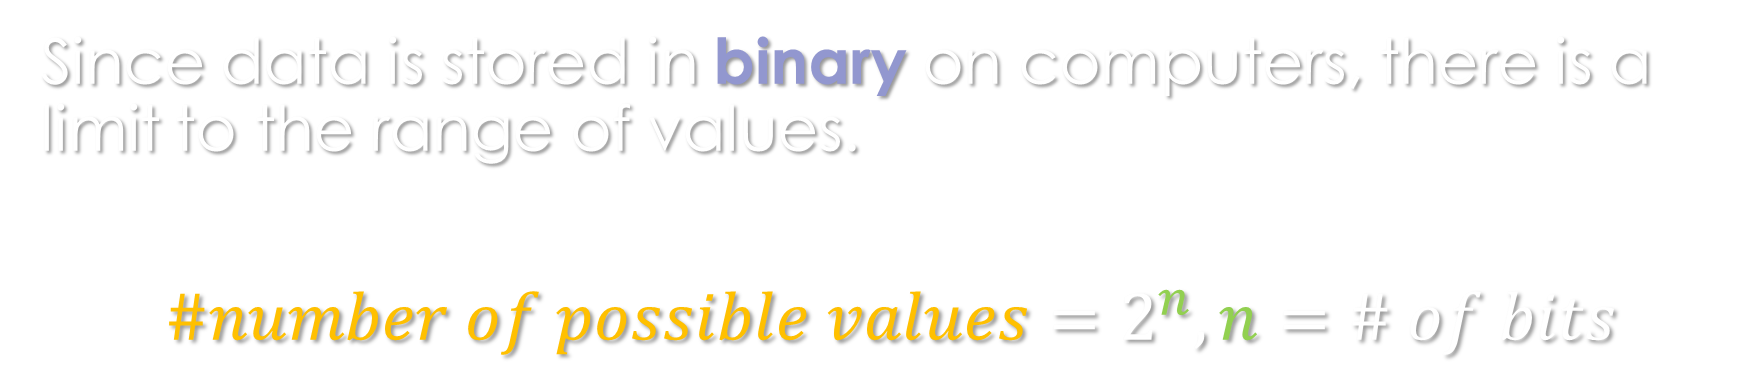 Since data is stored in binary on computers, there is a
limit to the range of values.
#number of possible values = 2ⁿ, n = # of bits